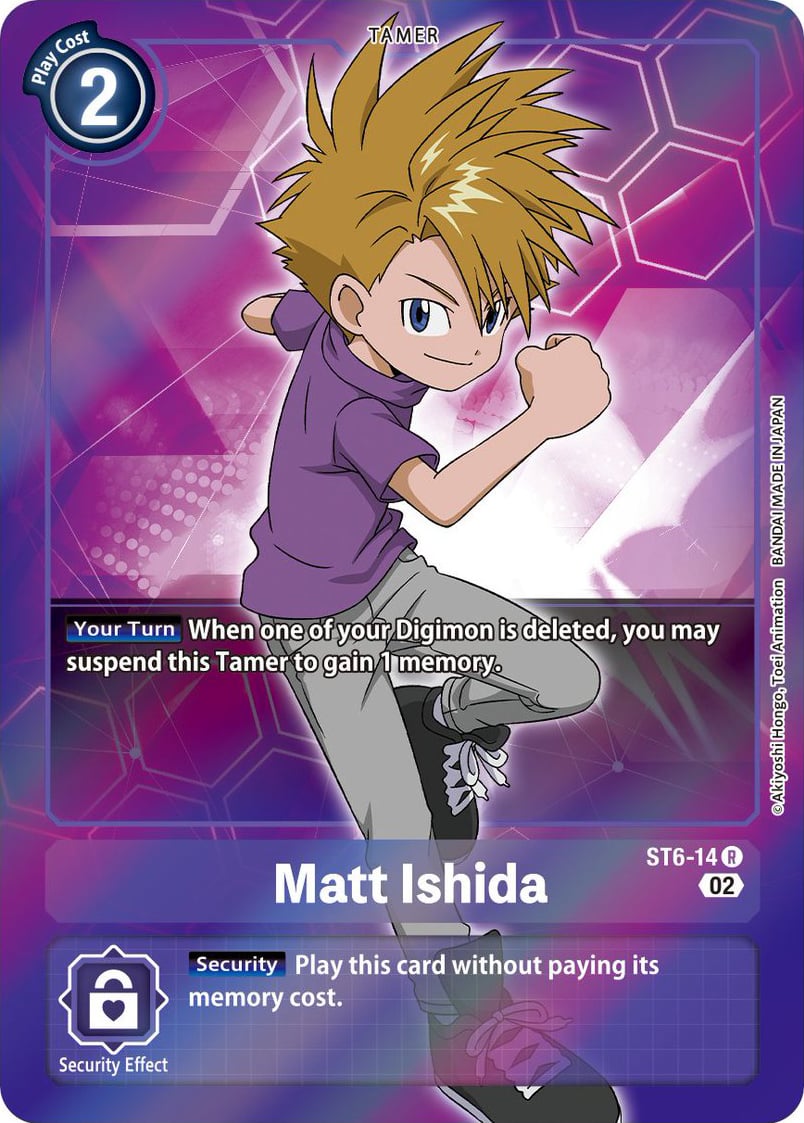 TAMER
Play Cost
2
Your Turn When one of your Digimon is deleted, you may
suspend this Tamer to gain 1 memory.
©Akiyoshi Hongo, Toei Animation BANDAI MADE IN JAPAN
ST6-14 R
02
Matt Ishida
Security Play this card without paying its
memory cost.
Security Effect